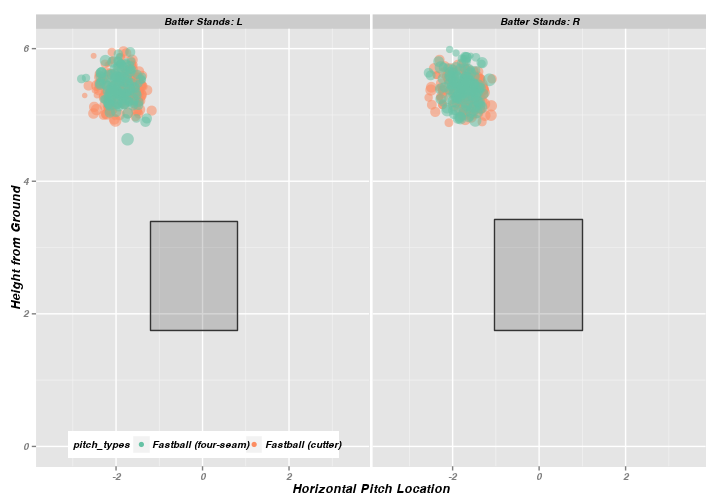 Batter Stands: L Batter Stands: R
6
4
2
0
Height from Ground
pitch_types Fastball (four-seam) Fastball (cutter)
-2 0 2 -2 0 2
Horizontal Pitch Location